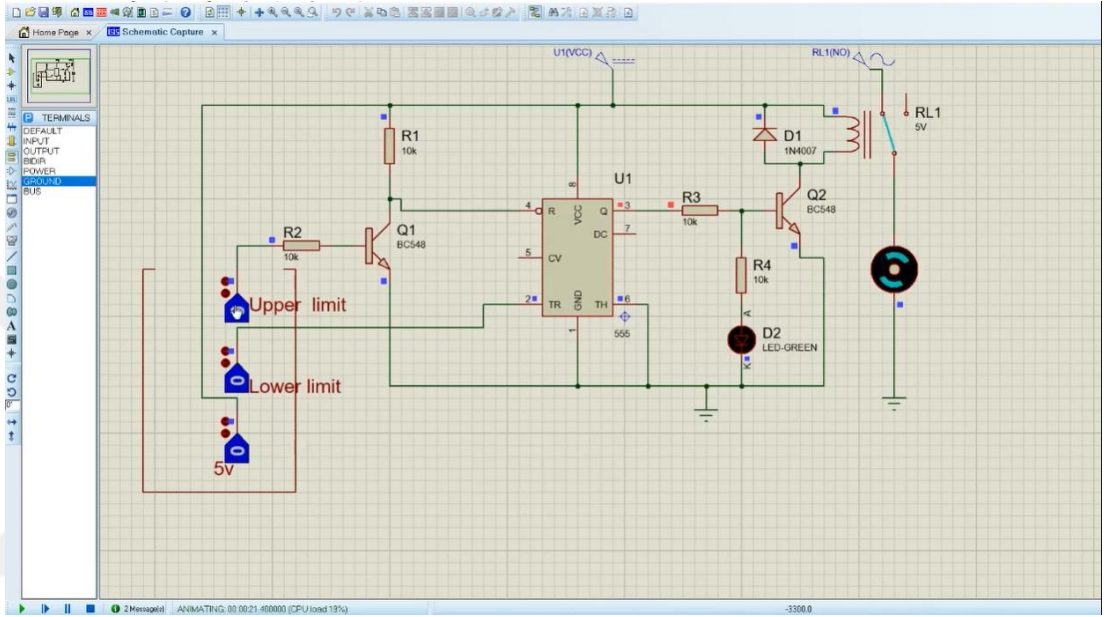 Home Page ×
Schematic Capture ×
P TERMINALS
DEFAULT
INPUT
OUTPUT
BIDIR
POWER
GROUND
BUS
U1(VCC)
RL1(NO)
RL1
5V
R1
10k
D1
1N4007
U1
R2
10k
Q1
BC548
R3
10k
Q2
BC548
R4
10k
D2
LED-GREEN
A
K
8
4
R
VCC
Q
3
DC
7
5
CV
2
TR
GND
TH
6
1
555
Upper limit
0
Lower limit
0
5v
2 Message(s)
ANIMATING: 00:00:21.400000 (CPU load 19%)
-3300.0